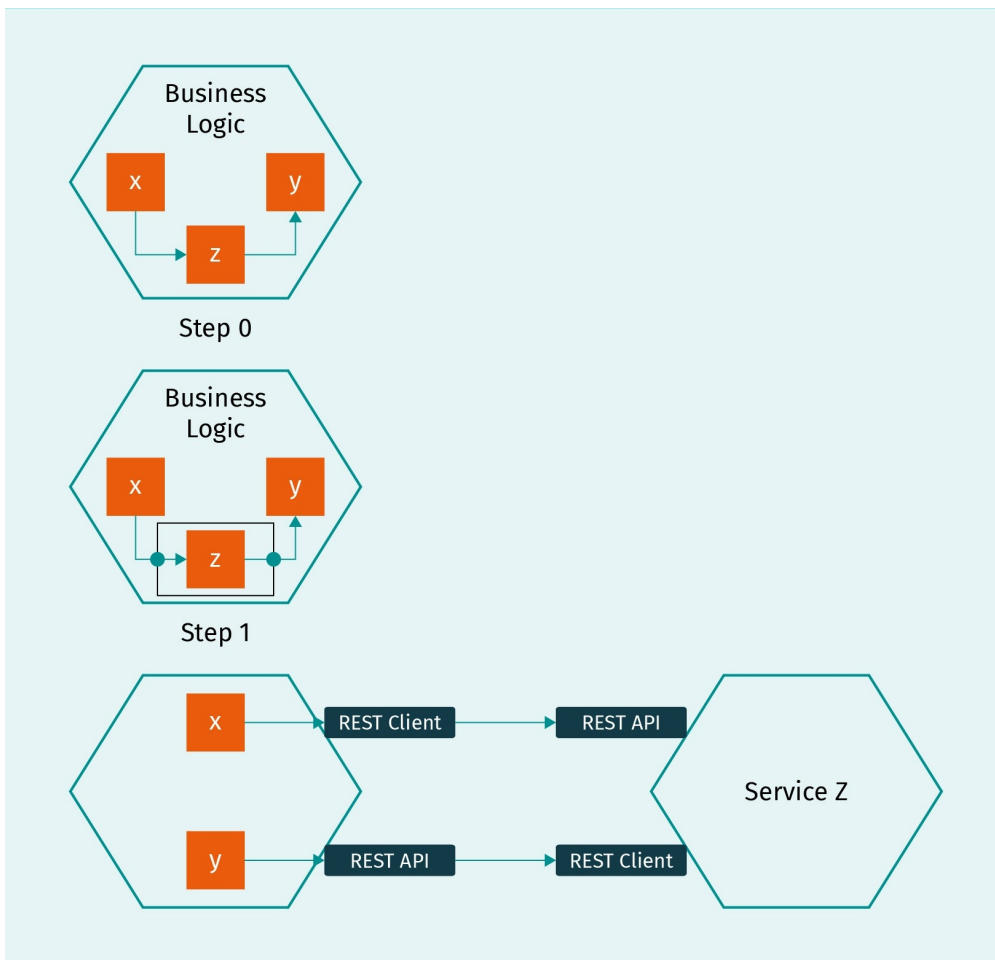 Business
Logic
x
y
z
Step 0
Business
Logic
x
y
z
Step 1
x
REST Client
REST API
Service Z
y
REST API
REST Client